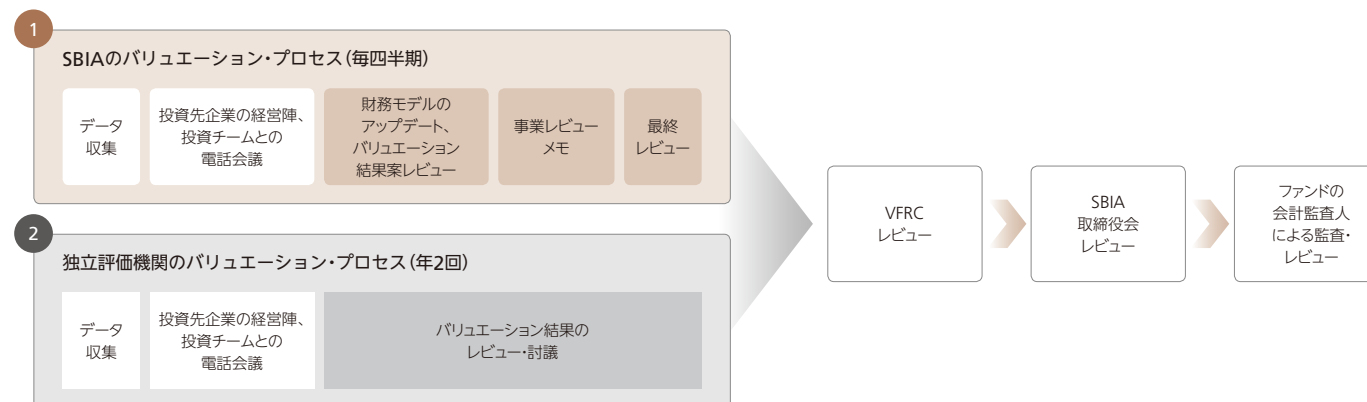 1
SBIAのバリュエーション・プロセス（毎四半期）
データ
収集
投資先企業の経営陣、
投資チームとの
電話会議
財務モデルの
アップデート、
バリュエーション
結果案レビュー
事業レビュー
メモ
最終
レビュー
2
独立評価機関のバリュエーション・プロセス（年2回）
データ
収集
投資先企業の経営陣、
投資チームとの
電話会議
バリュエーション結果の
レビュー・討議
VFRC
レビュー
SBIA
取締役会
レビュー
ファンドの
会計監査人
による監査・
レビュー